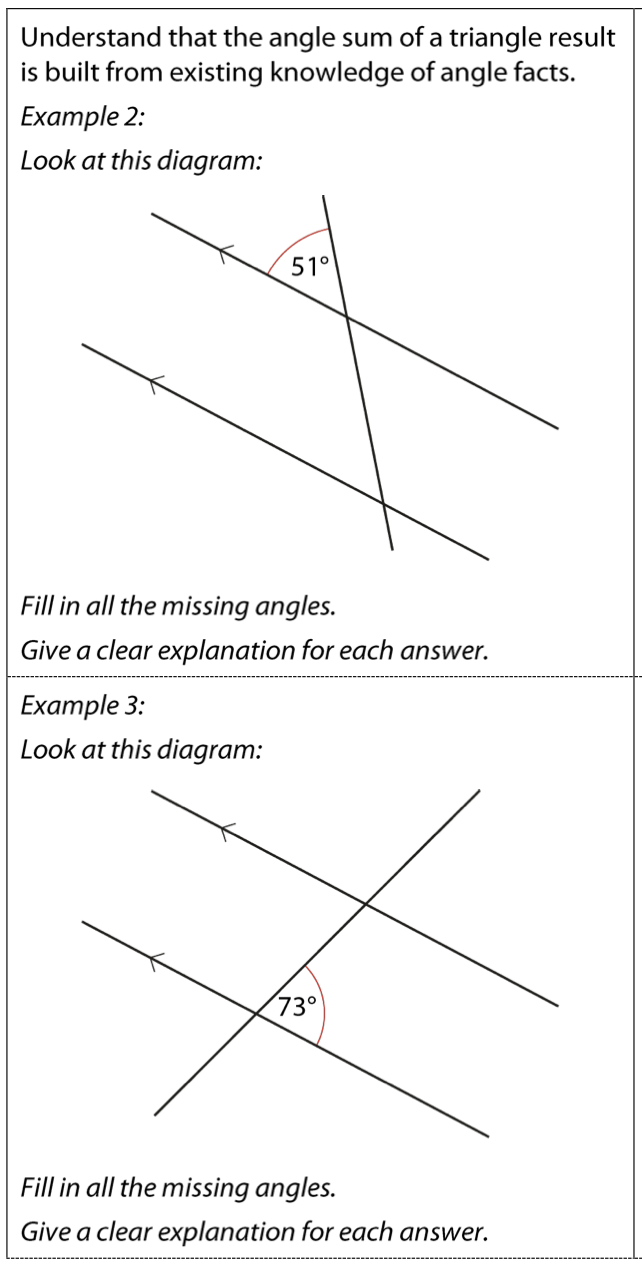 Understand that the angle sum of a triangle result
is built from existing knowledge of angle facts.
Example 2:
Look at this diagram:
51°
Fill in all the missing angles.
Give a clear explanation for each answer.
Example 3:
Look at this diagram:
73°
Fill in all the missing angles.
Give a clear explanation for each answer.